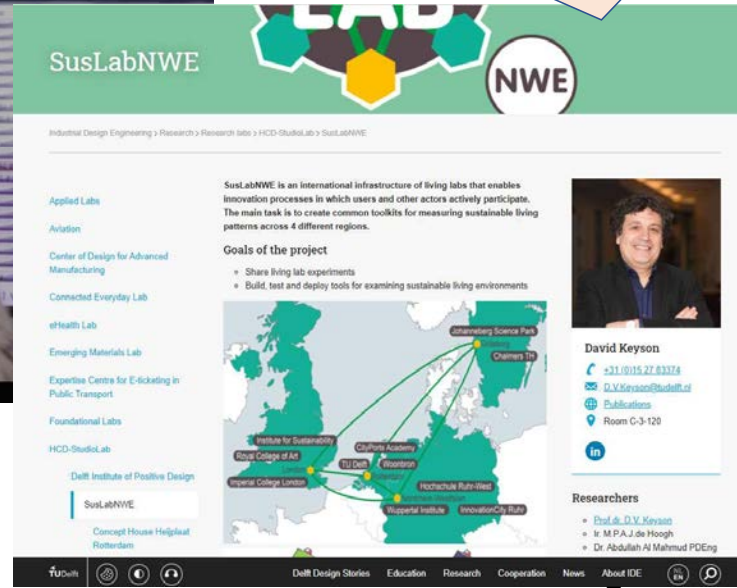 LAB
SusLabNWE
NWE
Industrial Design Engineering > Research > Research labs > HCD-StudioLab > SusLabNWE
Applied Labs
Aviation
Center of Design for Advanced
Manufacturing
Connected Everyday Lab
eHealth Lab
Emerging Materials Lab
Expertise Centre for E-ticketing in
Public Transport
Foundational Labs
HCD-StudioLab
Delft Institute of Positive Design
SusLabNWE
Concept House Heijplaat
Rotterdam
SusLabNWE is an international infrastructure of living labs that enables
innovation processes in which users and other actors actively participate.
The main task is to create common toolkits for measuring sustainable living
patterns across 4 different regions.
Goals of the project
Share living lab experiments
Build, test and deploy tools for examining sustainable living environments
Johanneberg Science Park
Göteborg
Chalmers TH
Institute for Sustainability
Royal College of Art
London
Imperial College London
CityPorts Academy
TU Delft
Woonbron
Rotterdam
Hochschule Ruhr-West
Wuppertal Institute
InnovationCity Ruhr
David Keyson
+31 (0)15 27 83374
D.V.Keyson@tudelft.nl
Publications
Room C-3-120
in
Researchers
Prof.dr. D.V. Keyson
Ir. M.P.A.J.de Hoogh
Dr. Abdullah Al Mahmud PDEng
TUDelft
Delft Design Stories
Education
Research
Cooperation
News
About IDE
NL
EN